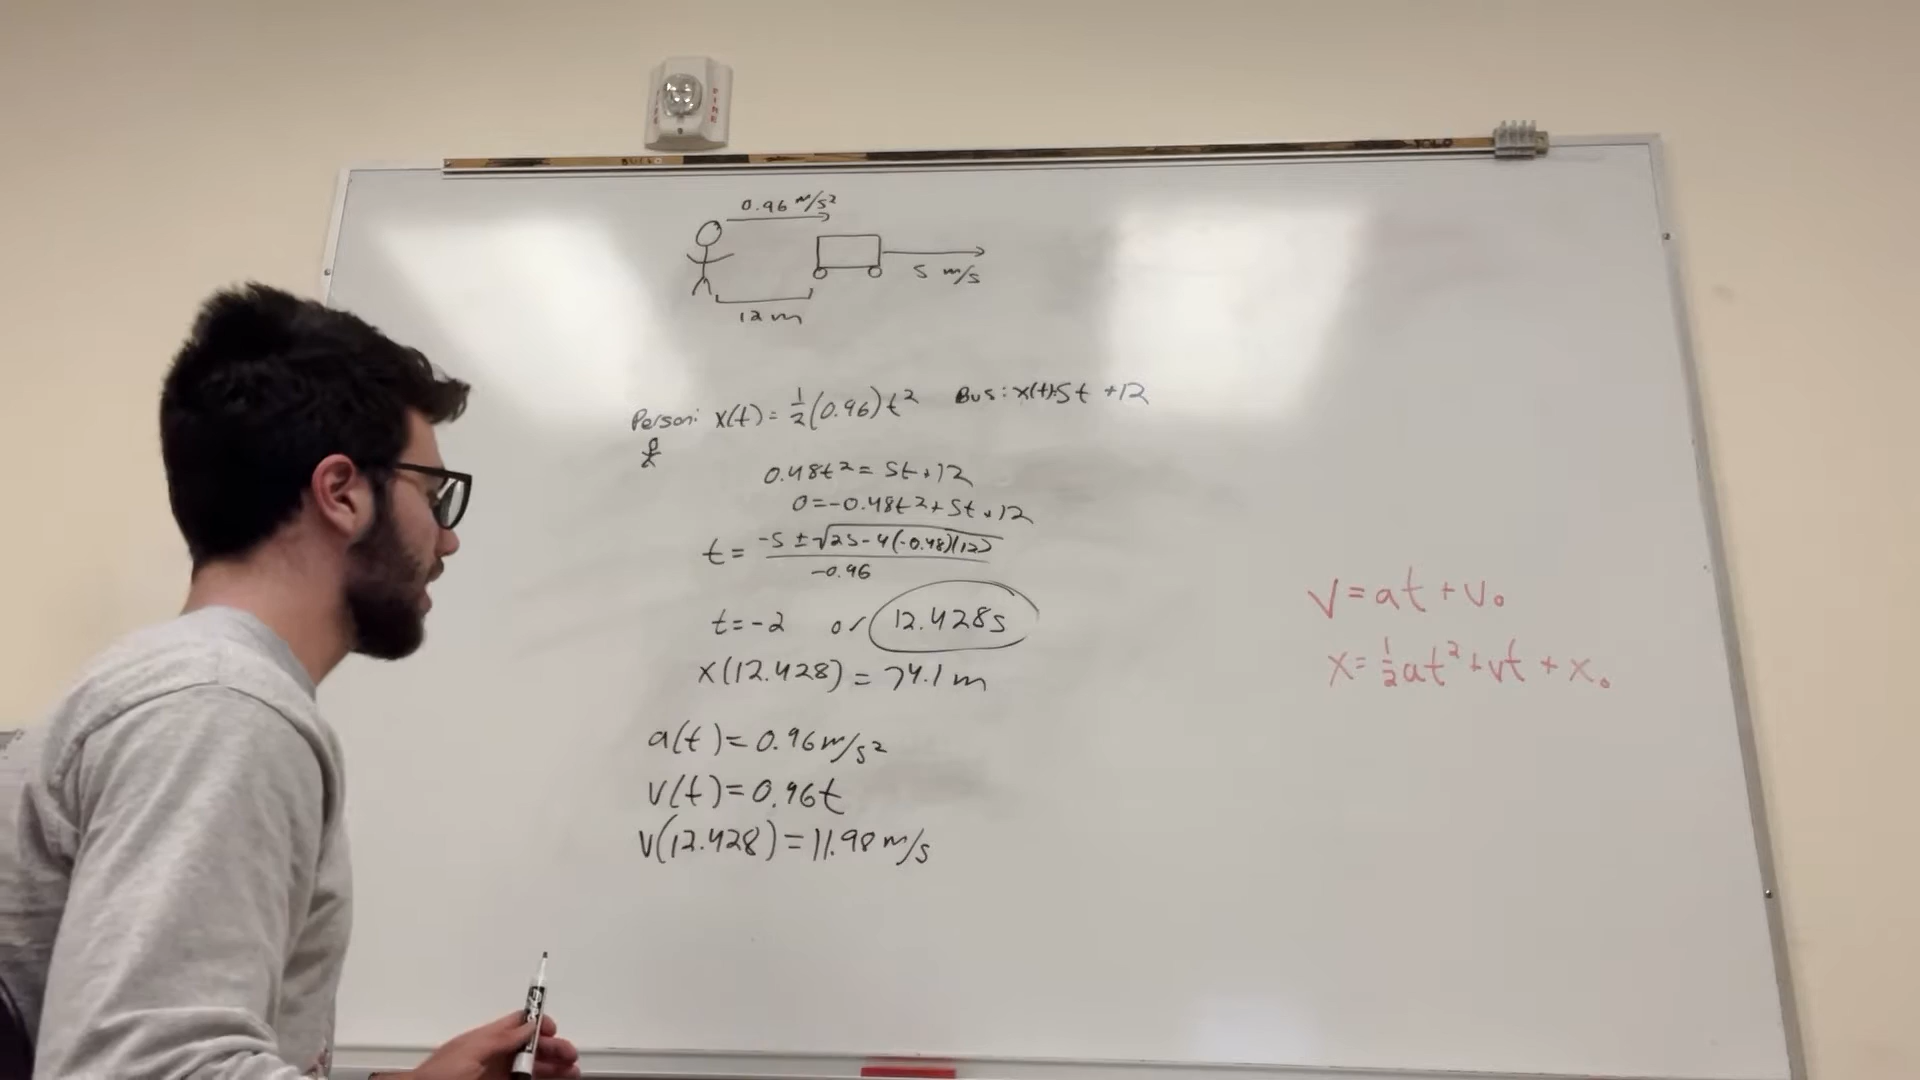 FIRE
0.96 m/s²
5 m/s
12 m
Person: x(t) = 1/2(0.96)t² Bus: x(t)=5t +12
0.48t² = 5t+12
0=-0.48t²+5t+12
t = (-5 ± √(25-4(-0.48)(12)))/(-0.96)
t=-2 or 12.428s
x(12.428) = 74.1 m
a(t)=0.96m/s²
v(t)=0.96t
v(12.428)=11.98 m/s
v=at+v₀
x=1/2at²+vt+x₀